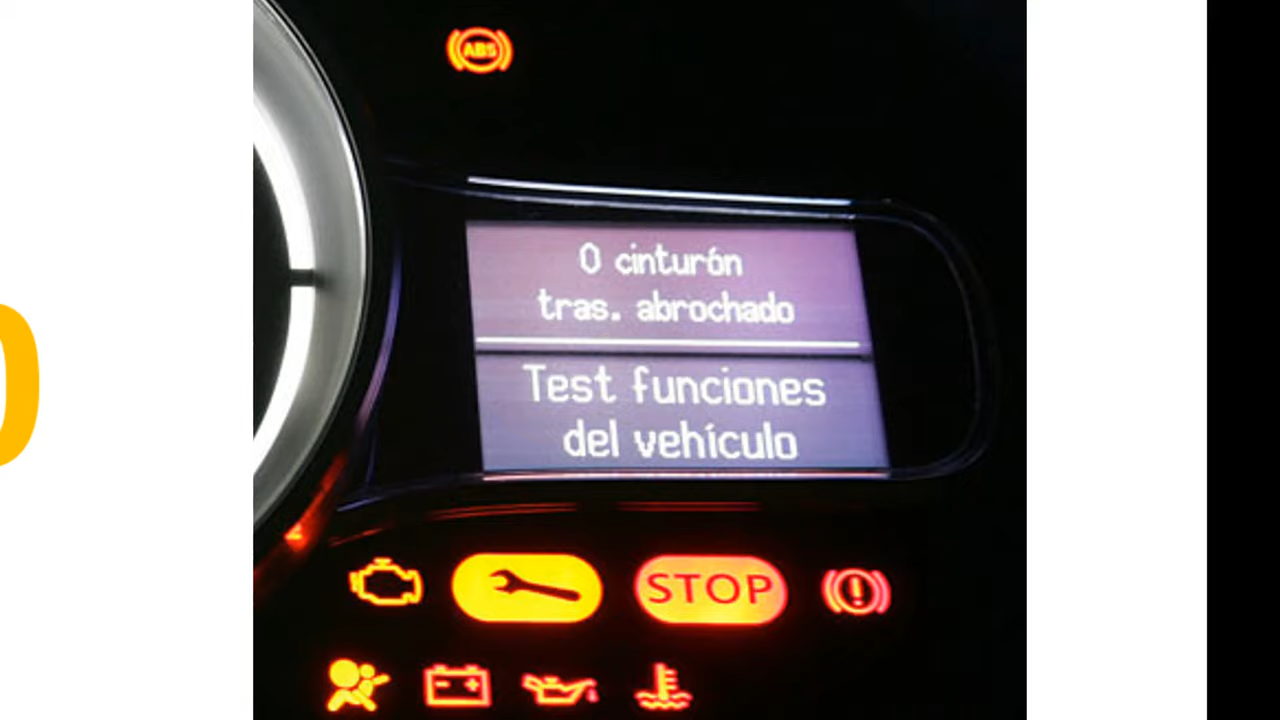 ABS
0 cinturón
tras. abrochado
Test funciones
del vehículo
STOP